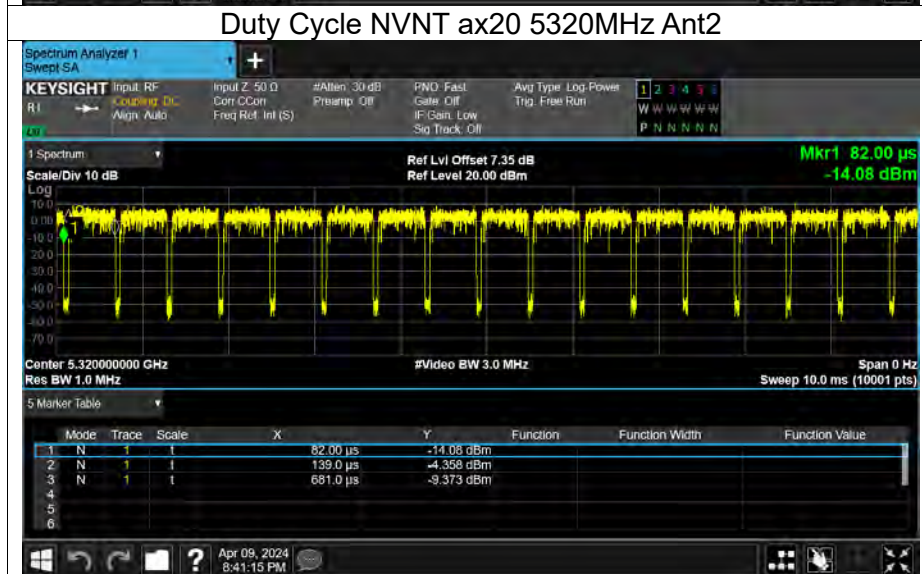 Duty Cycle NVNT ax20 5320MHz Ant2
Spectrum Analyzer 1
Swept SA
+
KEYSIGHT Input: RF Input Z: 50 Ω #Atten: 30 dB PNO: Fast Avg Type: Log-Power 1 2 3 4 5 6
RL Coupling: DC Corr CCorr Preamp: Off Gate: Off Trig: Free Run W W W W W W
Align: Auto Freq Ref: Int (S) IF Gain: Low
Sig Track: Off P N N N N N
LXI
1 Spectrum Ref Lvl Offset 7.35 dB Mkr1 82.00 µs
Scale/Div 10 dB Ref Level 20.00 dBm -14.08 dBm
Log
10.0
0.00
-10.0
-20.0
-30.0
-40.0
-50.0
-60.0
-70.0
1
Center 5.320000000 GHz #Video BW 3.0 MHz Span 0 Hz
Res BW 1.0 MHz Sweep 10.0 ms (10001 pts)
5 Marker Table
Mode Trace Scale X Y Function Function Width Function Value
1 N 1 t 82.00 µs -14.08 dBm
2 N 1 t 139.0 µs -4.358 dBm
3 N 1 t 681.0 µs -9.373 dBm
4
5
6
? Apr 09, 2024
8:41:15 PM